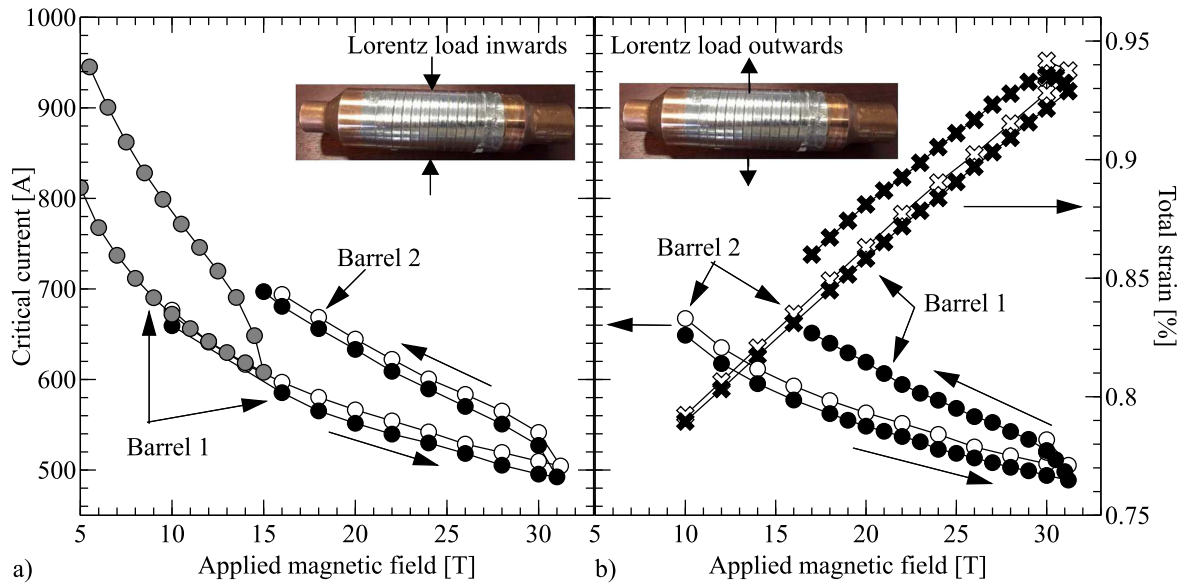 1000
900
800
700
600
500
Critical current [A]
5 10 15 20 25 30
Applied magnetic field [T]
a)
Lorentz load inwards
Barrel 2
Barrel 1
Lorentz load outwards
Barrel 2
Barrel 1
5 10 15 20 25 30
Applied magnetic field [T]
b)
0.95
0.9
0.85
0.8
0.75
Total strain [%]